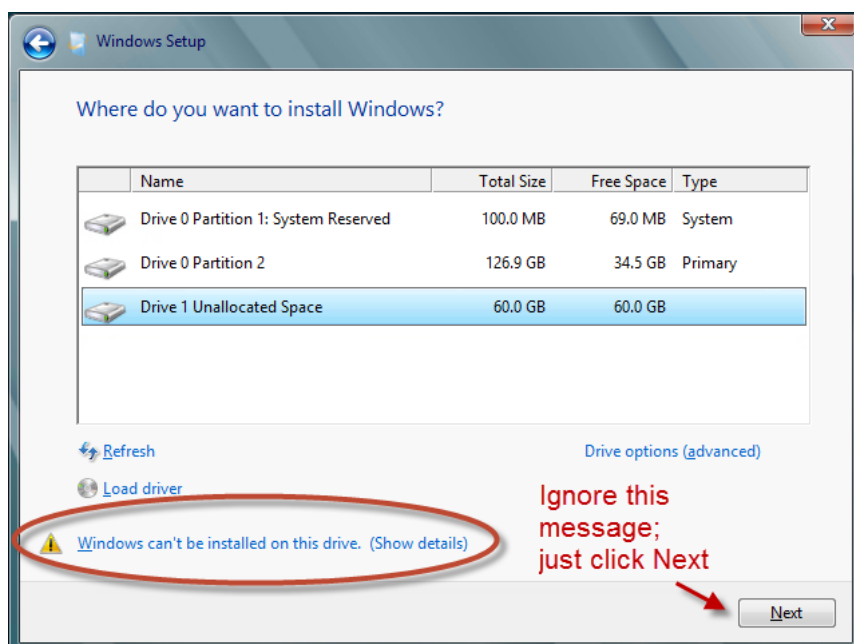 Windows Setup
Where do you want to install Windows?
Name Total Size Free Space Type
Drive 0 Partition 1: System Reserved 100.0 MB 69.0 MB System
Drive 0 Partition 2 126.9 GB 34.5 GB Primary
Drive 1 Unallocated Space 60.0 GB 60.0 GB
Refresh Drive options (advanced)
Load driver
Windows can't be installed on this drive. (Show details)
Ignore this
message;
just click Next
Next